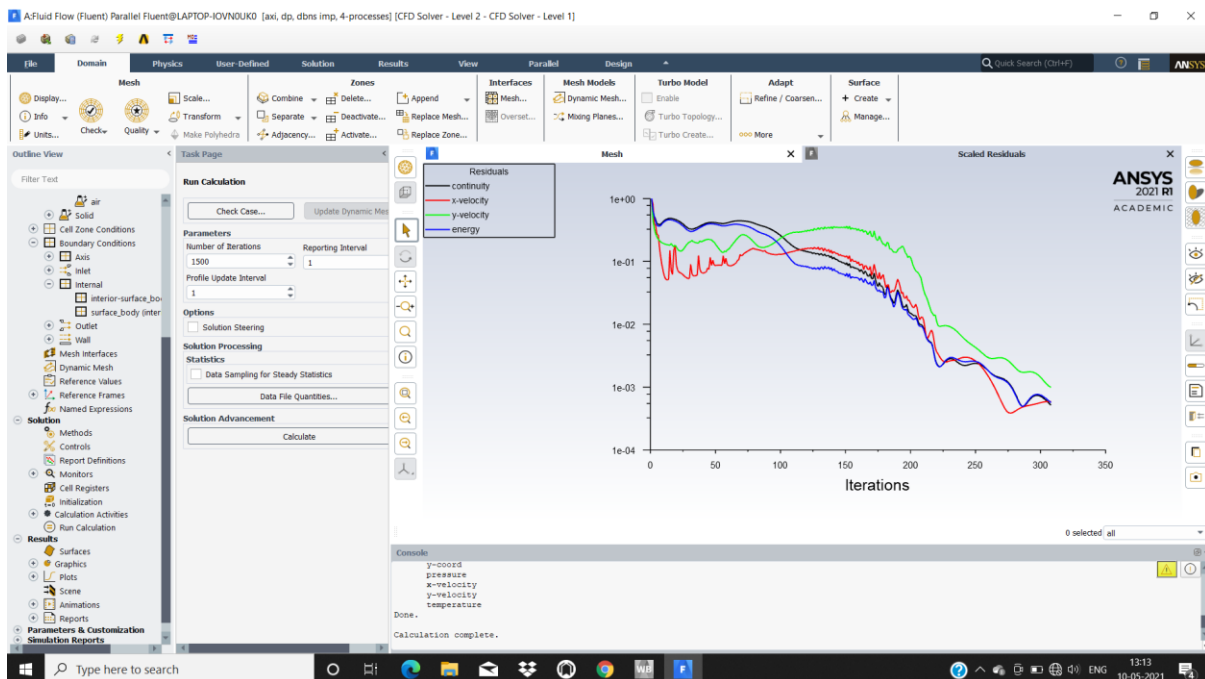 A:Fluid Flow (Fluent) Parallel Fluent@LAPTOP-IOVN0UK0 [axi, dp, dbns imp, 4-processes] [CFD Solver - Level 2 - CFD Solver - Level 1]
File Domain Physics User-Defined Solution Results View Parallel Design Quick Search (Ctrl+F) ANSYS
Mesh Zones Interfaces Mesh Models Turbo Model Adapt Surface
Display... Scale... Combine Delete... Append Mesh... Dynamic Mesh... Enable Refine / Coarsen... + Create
Info Check Quality Transform Separate Deactivate... Replace Mesh... Overset... Mixing Planes... Turbo Topology... Manage...
Units... Make Polyhedra Adjacency... Activate... Replace Zone... Turbo Create... More
Outline View
Filter Text
air
Solid
Cell Zone Conditions
Boundary Conditions
Axis
Inlet
Internal
interior-surface_bo
surface_body (inter
Outlet
Wall
Mesh Interfaces
Dynamic Mesh
Reference Values
Reference Frames
Named Expressions
Solution
Methods
Controls
Report Definitions
Monitors
Cell Registers
Initialization
Calculation Activities
Run Calculation
Results
Surfaces
Graphics
Plots
Scene
Animations
Reports
Parameters & Customization
Simulation Reports
Task Page
Run Calculation
Check Case... Update Dynamic Mes
Parameters
Number of Iterations Reporting Interval
1500 1
Profile Update Interval
1
Options
Solution Steering
Solution Processing
Statistics
Data Sampling for Steady Statistics
Data File Quantities...
Solution Advancement
Calculate
Mesh Scaled Residuals
Residuals
continuity
x-velocity
y-velocity
energy
ANSYS
2021 R1
ACADEMIC
1e+00
1e-01
1e-02
1e-03
1e-04
0 50 100 150 200 250 300 350
Iterations
0 selected all
Console
y-coord
pressure
x-velocity
y-velocity
temperature
Done.
Calculation complete.
Type here to search
WB
ENG
13:13
10-05-2021
4